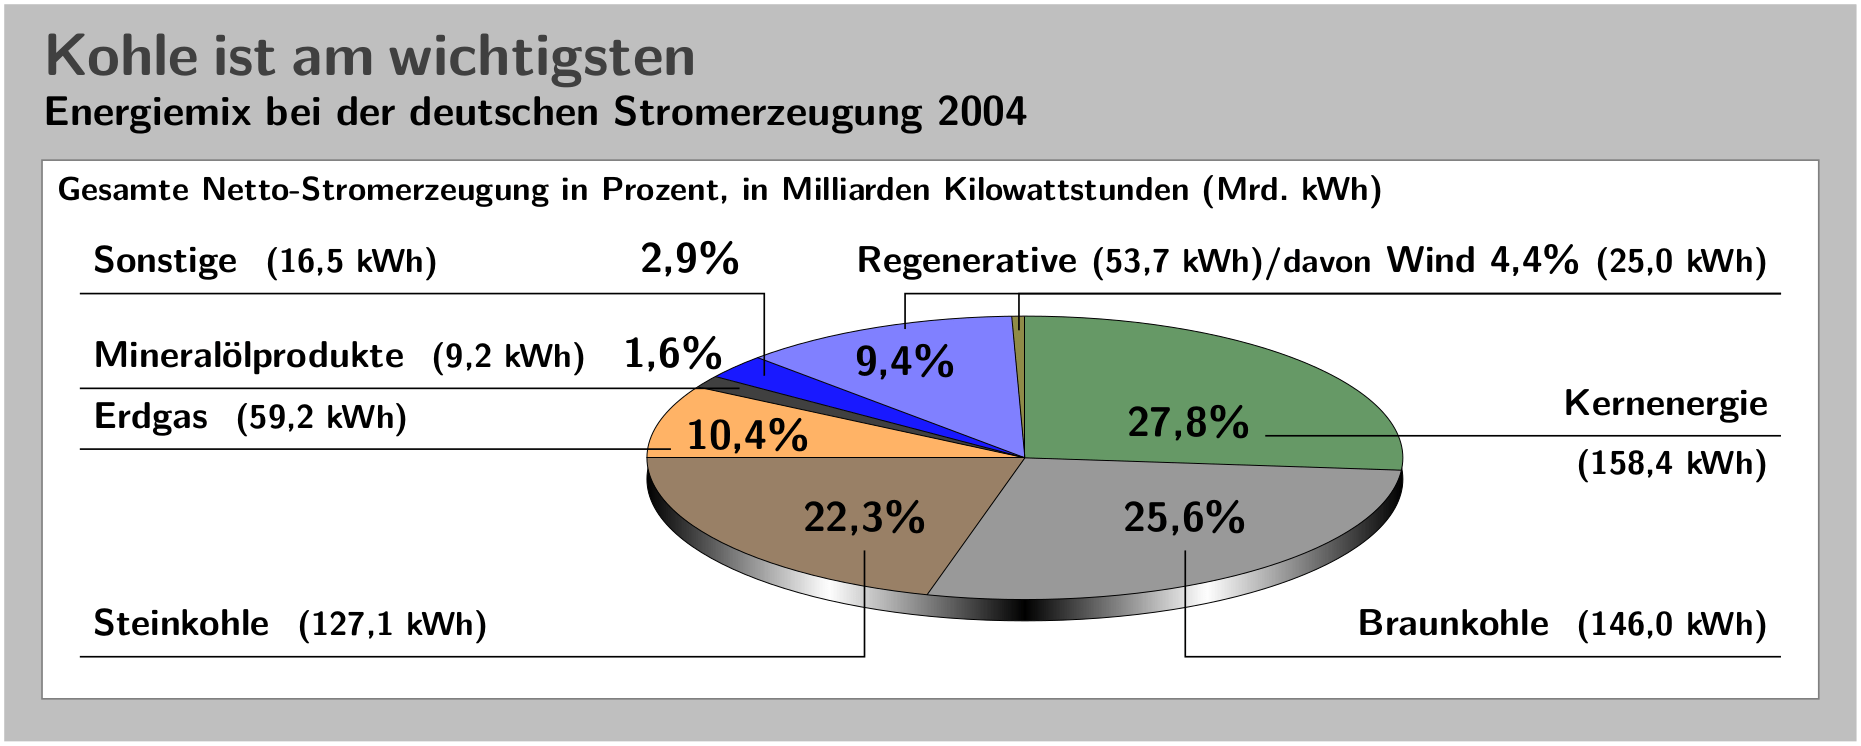 Kohle ist am wichtigsten
Energiemix bei der deutschen Stromerzeugung 2004
Gesamte Netto-Stromerzeugung in Prozent, in Milliarden Kilowattstunden (Mrd. kWh)
Sonstige (16,5 kWh) 2,9%
Regenerative (53,7 kWh)/davon Wind 4,4% (25,0 kWh)
Mineralölprodukte (9,2 kWh) 1,6%
9,4%
Erdgas (59,2 kWh)
10,4%
27,8%
Kernenergie
(158,4 kWh)
22,3%
25,6%
Steinkohle (127,1 kWh)
Braunkohle (146,0 kWh)